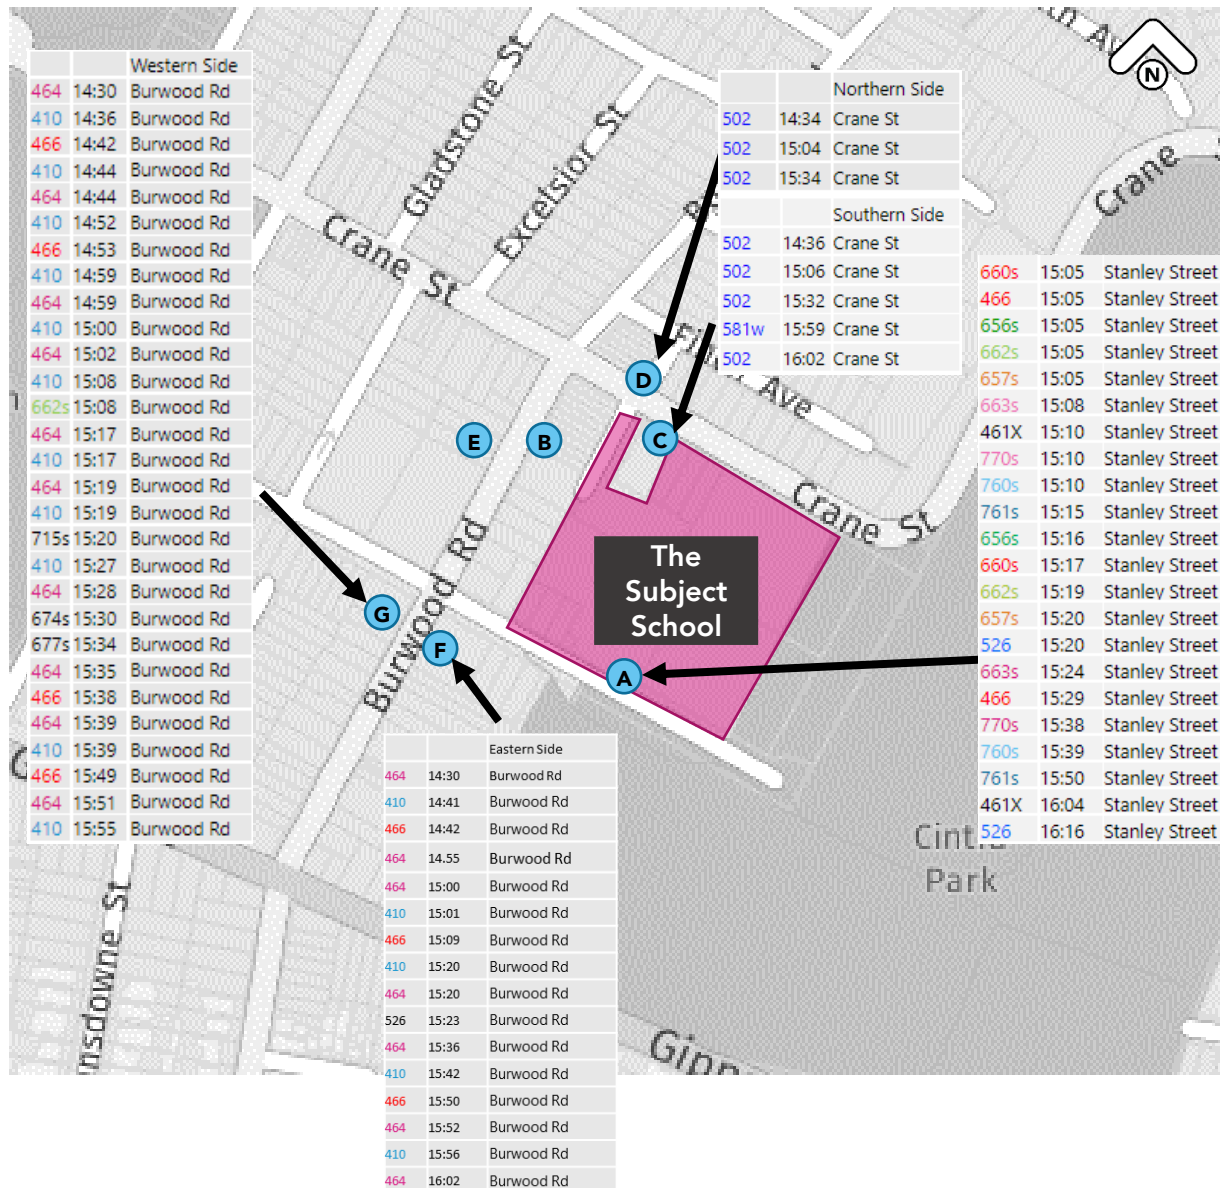 Western Side
464 14:30 Burwood Rd
410 14:36 Burwood Rd
466 14:42 Burwood Rd
410 14:44 Burwood Rd
464 14:44 Burwood Rd
410 14:52 Burwood Rd
466 14:53 Burwood Rd
410 14:59 Burwood Rd
464 14:59 Burwood Rd
410 15:00 Burwood Rd
464 15:02 Burwood Rd
410 15:08 Burwood Rd
662s 15:08 Burwood Rd
464 15:17 Burwood Rd
410 15:17 Burwood Rd
464 15:19 Burwood Rd
410 15:19 Burwood Rd
715s 15:20 Burwood Rd
410 15:27 Burwood Rd
464 15:28 Burwood Rd
674s 15:30 Burwood Rd
677s 15:34 Burwood Rd
464 15:35 Burwood Rd
466 15:38 Burwood Rd
464 15:39 Burwood Rd
410 15:39 Burwood Rd
466 15:49 Burwood Rd
464 15:51 Burwood Rd
410 15:55 Burwood Rd
Northern Side
502 14:34 Crane St
502 15:04 Crane St
502 15:34 Crane St
Southern Side
502 14:36 Crane St
502 15:06 Crane St
502 15:32 Crane St
581w 15:59 Crane St
502 16:02 Crane St
660s 15:05 Stanley Street
466 15:05 Stanley Street
656s 15:05 Stanley Street
662s 15:05 Stanley Street
657s 15:05 Stanley Street
663s 15:08 Stanley Street
461X 15:10 Stanley Street
770s 15:10 Stanley Street
760s 15:10 Stanley Street
761s 15:15 Stanley Street
656s 15:16 Stanley Street
660s 15:17 Stanley Street
662s 15:19 Stanley Street
657s 15:20 Stanley Street
526 15:20 Stanley Street
663s 15:24 Stanley Street
466 15:29 Stanley Street
770s 15:38 Stanley Street
760s 15:39 Stanley Street
761s 15:50 Stanley Street
461X 16:04 Stanley Street
526 16:16 Stanley Street
Eastern Side
464 14:30 Burwood Rd
410 14:41 Burwood Rd
466 14:42 Burwood Rd
464 14.55 Burwood Rd
464 15:00 Burwood Rd
410 15:01 Burwood Rd
466 15:09 Burwood Rd
410 15:20 Burwood Rd
464 15:20 Burwood Rd
526 15:23 Burwood Rd
464 15:36 Burwood Rd
410 15:42 Burwood Rd
466 15:50 Burwood Rd
464 15:52 Burwood Rd
410 15:56 Burwood Rd
464 16:02 Burwood Rd
N
Gladstone St
Excelsior St
Crane St
Crane
Ave
Crane St
Burwood Rd
D
C
E
B
G
F
A
The
Subject
School
Park